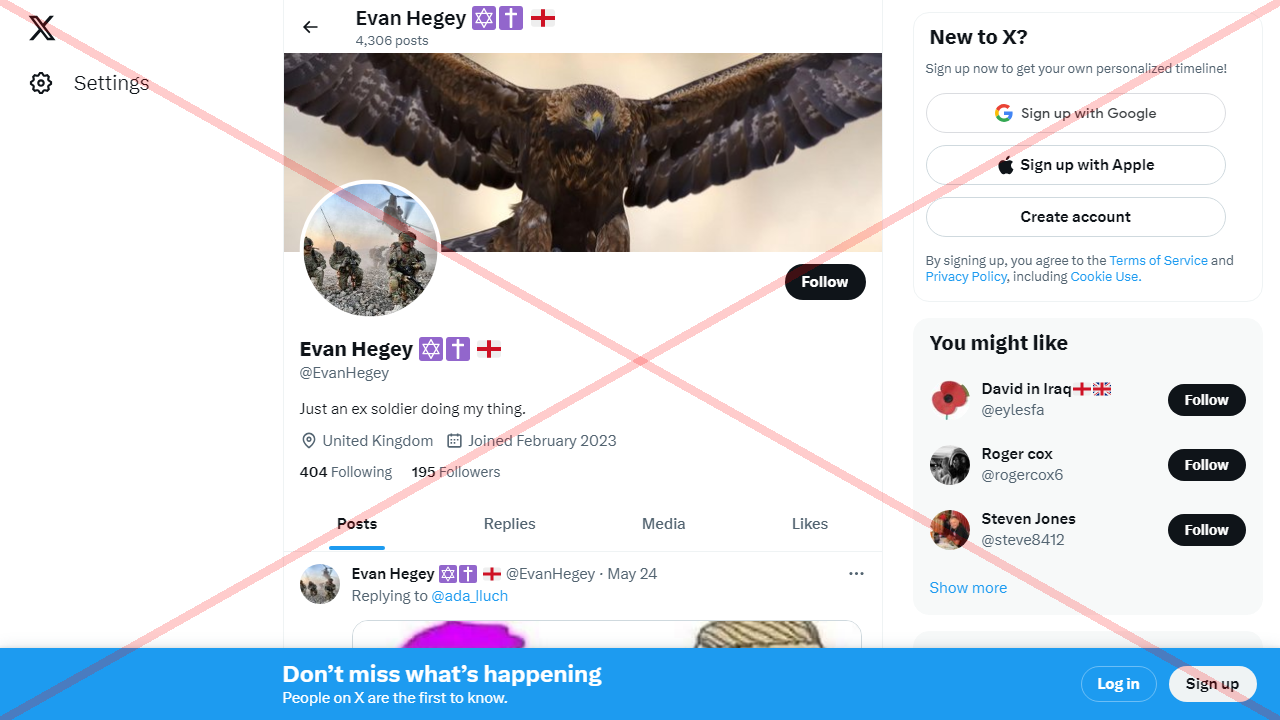 Settings
Evan Hegey ✡✝ 🏴󠁧󠁢󠁥󠁮󠁧󠁿
4,306 posts
Follow
Evan Hegey ✡✝ 🏴󠁧󠁢󠁥󠁮󠁧󠁿
@EvanHegey
Just an ex soldier doing my thing.
United Kingdom Joined February 2023
404 Following 195 Followers
Posts Replies Media Likes
Evan Hegey ✡✝ 🏴󠁧󠁢󠁥󠁮󠁧󠁿 @EvanHegey · May 24
Replying to @ada_lluch
New to X?
Sign up now to get your own personalized timeline!
Sign up with Google
Sign up with Apple
Create account
By signing up, you agree to the Terms of Service and
Privacy Policy, including Cookie Use.
You might like
David in Iraq🏴󠁧󠁢󠁥󠁮󠁧󠁿🇬🇧
@eylesfa
Follow
Roger cox
@rogercox6
Follow
Steven Jones
@steve8412
Follow
Show more
Don’t miss what’s happening
People on X are the first to know.
Log in
Sign up